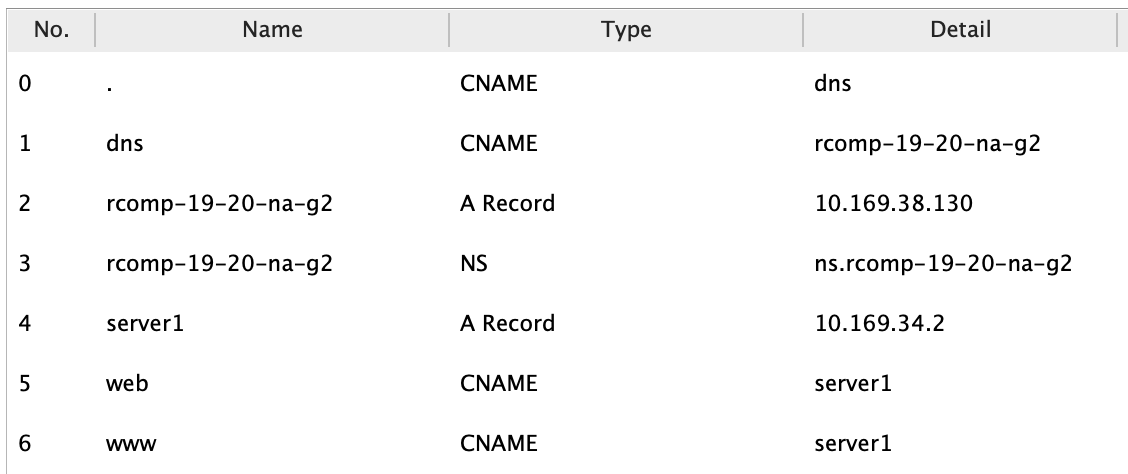 No. Name Type Detail
0 . CNAME dns
1 dns CNAME rcomp-19-20-na-g2
2 rcomp-19-20-na-g2 A Record 10.169.38.130
3 rcomp-19-20-na-g2 NS ns.rcomp-19-20-na-g2
4 server1 A Record 10.169.34.2
5 web CNAME server1
6 www CNAME server1